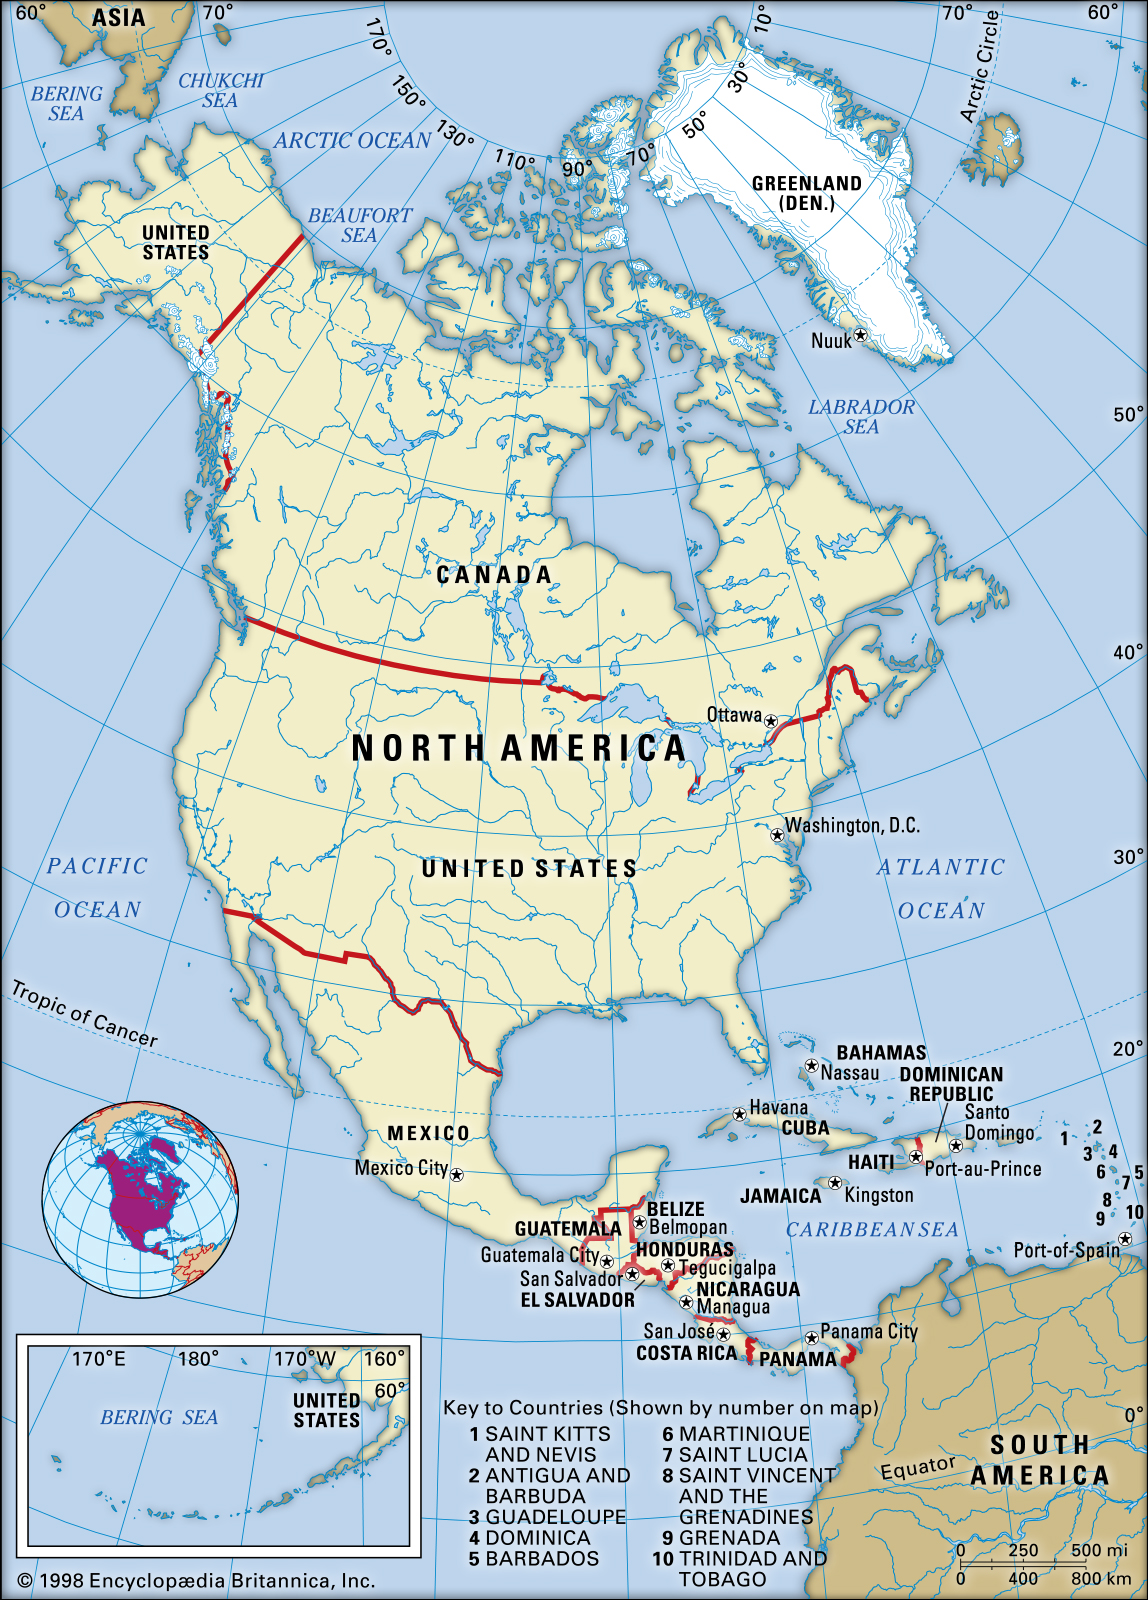 60°
ASIA
70°
170°
10°
70°
60°
CHUKCHI
SEA
BERING
SEA
150°
30°
Arctic Circle
ARCTIC OCEAN
130°
110°
90°
70°
50°
GREENLAND
(DEN.)
BEAUFORT
SEA
UNITED
STATES
Nuuk
LABRADOR
SEA
50°
CANADA
40°
Ottawa
NORTH AMERICA
Washington, D.C.
30°
PACIFIC
OCEAN
UNITED STATES
ATLANTIC
OCEAN
Tropic of Cancer
20°
BAHAMAS
Nassau
DOMINICAN
REPUBLIC
Havana
CUBA
Santo
Domingo
MEXICO
Mexico City
HAITI
Port-au-Prince
JAMAICA
Kingston
1
2
3
4
5
6
7
8
9
10
BELIZE
Belmopan
GUATEMALA
Guatemala City
HONDURAS
Tegucigalpa
CARIBBEAN SEA
Port-of-Spain
San Salvador
EL SALVADOR
NICARAGUA
Managua
San José
COSTA RICA
Panama City
PANAMA
170°E
180°
170°W
160°
60°
UNITED
STATES
BERING SEA
0°
SOUTH
AMERICA
Equator
Key to Countries (Shown by number on map)
1 SAINT KITTS
AND NEVIS
2 ANTIGUA AND
BARBUDA
3 GUADELOUPE
4 DOMINICA
5 BARBADOS
6 MARTINIQUE
7 SAINT LUCIA
8 SAINT VINCENT
AND THE
GRENADINES
9 GRENADA
10 TRINIDAD AND
TOBAGO
0 250 500 mi
0 400 800 km
© 1998 Encyclopædia Britannica, Inc.